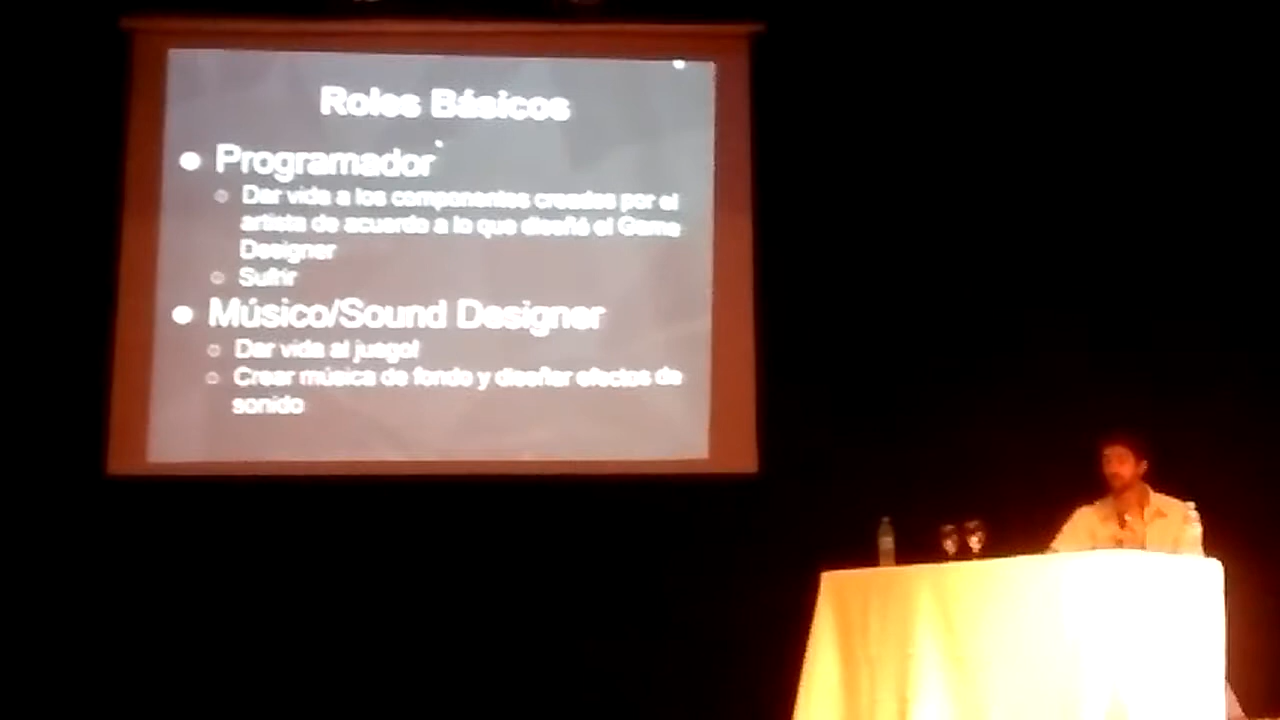 Roles Básicos
Programador
Dar vida a los componentes creados por el
artista de acuerdo a lo que diseñó el Game
Designer
Sufrir
Músico/Sound Designer
Dar vida al juego!
Crear música de fondo y diseñar efectos de
sonido